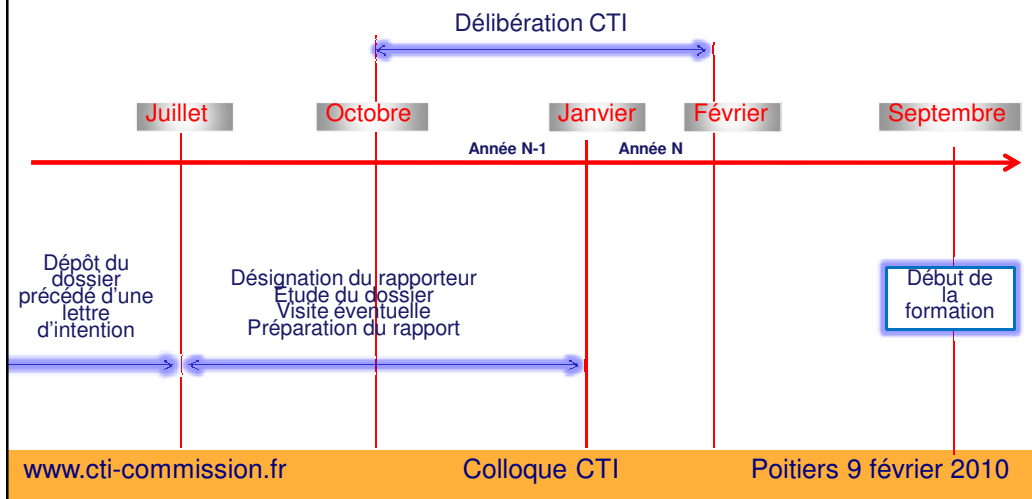 Délibération CTI
Juillet
Octobre
Janvier
Février
Septembre
Année N-1
Année N
Dépôt du
dossier
précédé d'une
lettre
d'intention
Désignation du rapporteur
Etude du dossier
Visite éventuelle
Préparation du rapport
Début de
la
formation
www.cti-commission.fr
Colloque CTI
Poitiers 9 février 2010